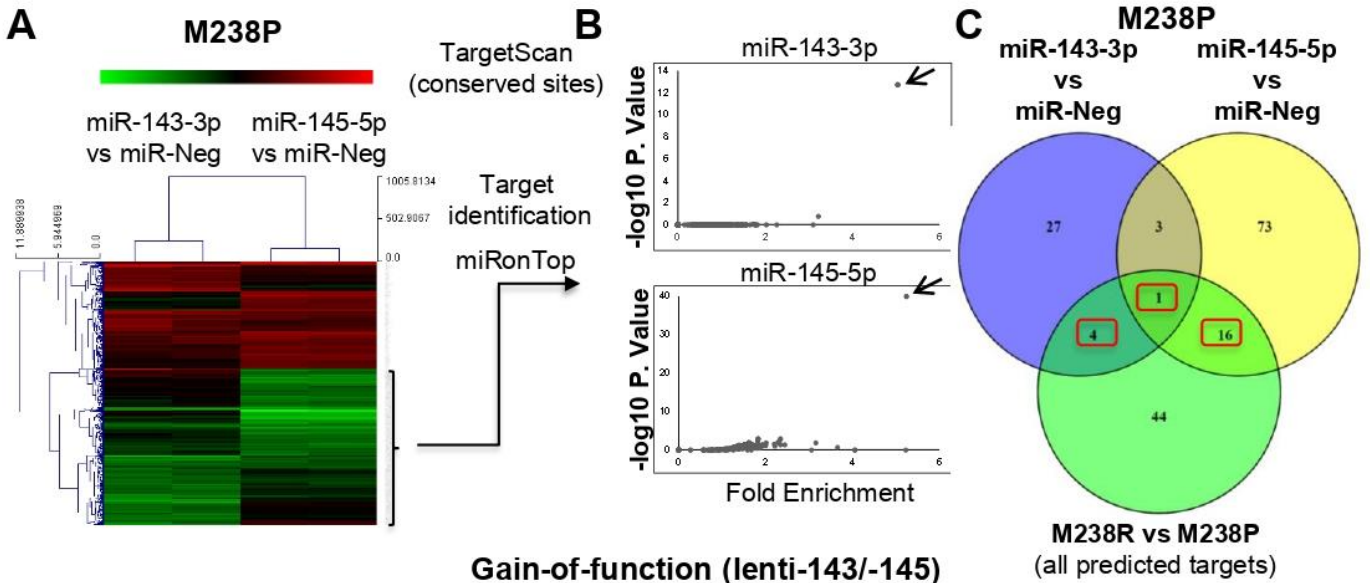 A
M238P
TargetScan
(conserved sites)
miR-143-3p
vs miR-Neg
miR-145-5p
vs miR-Neg
1005.8134
502.9067
0.0
11.889938
5.944969
0.0
Target
identification
miRonTop
B
miR-143-3p
-log10 P. Value
14
12
10
8
6
4
2
0
0
2
4
6
miR-145-5p
-log10 P. Value
40
30
20
10
0
0
2
4
6
Fold Enrichment
C
M238P
miR-143-3p
vs
miR-Neg
miR-145-5p
vs
miR-Neg
27
3
73
1
4
16
44
M238R vs M238P
(all predicted targets)
Gain-of-function (lenti-143/-145)